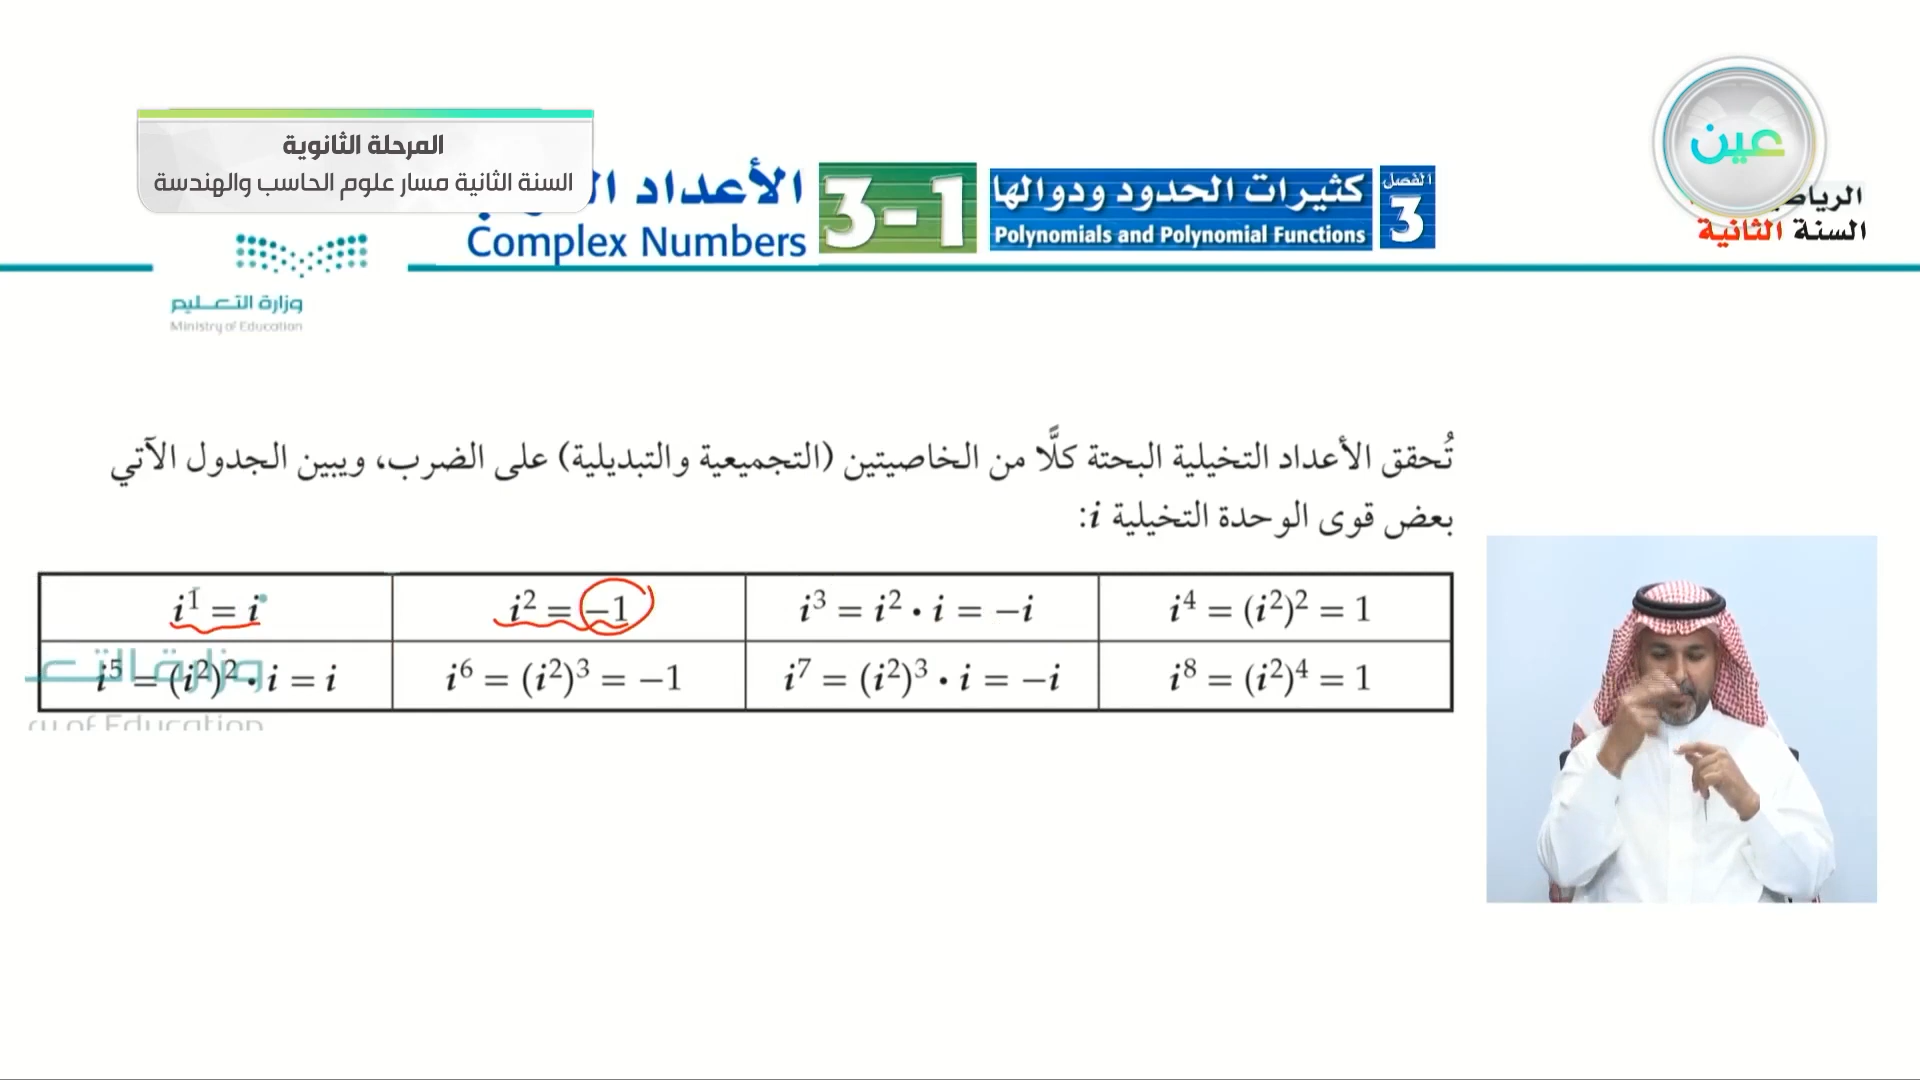 المرحلة الثانوية
السنة الثانية مسار علوم الحاسب والهندسة
عين
السنة الثانية
الفصل
3
كثيرات الحدود ودوالها
Polynomials and Polynomial Functions
3-1
الأعداد
Complex Numbers
وزارة التعليم
Ministry of Education
تُحقق الأعداد التخيلية البحتة كلًّا من الخاصيتين (التجميعية والتبديلية) على الضرب، ويبين الجدول الآتي
بعض قوى الوحدة التخيلية i:
i¹ = i
i² = −1
i³ = i² • i = −i
i⁴ = (i²)² = 1
i⁵ = (i²)² • i = i
i⁶ = (i²)³ = −1
i⁷ = (i²)³ • i = −i
i⁸ = (i²)⁴ = 1